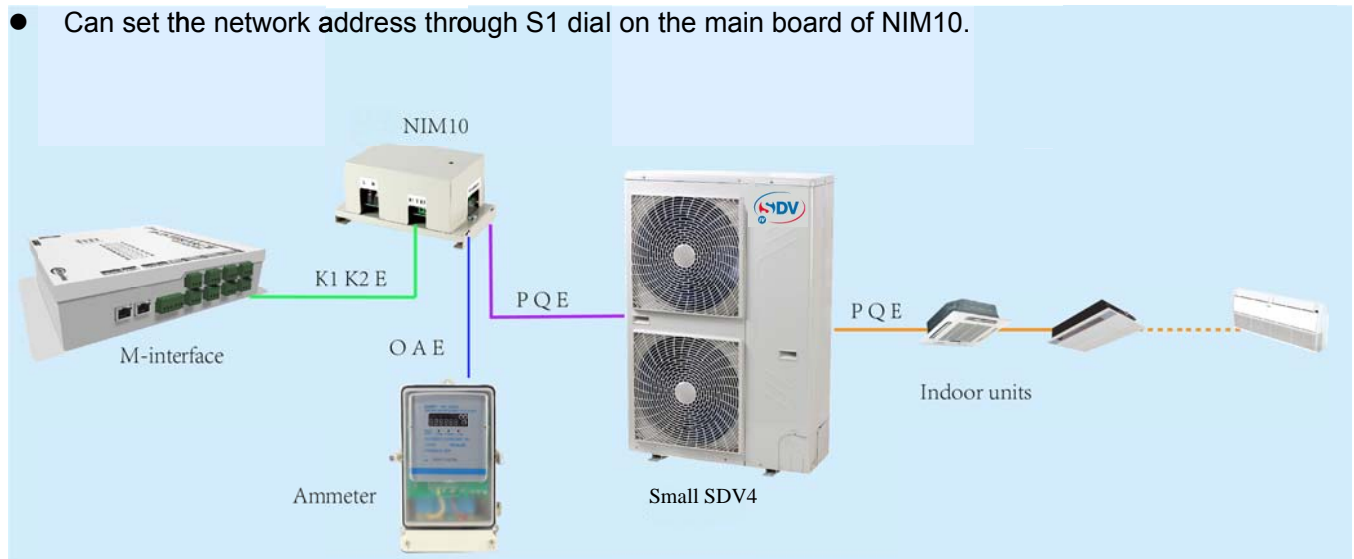 ● Can set the network address through S1 dial on the main board of NIM10.
NIM10
SDV
K1 K2 E
P Q E
P Q E
M-interface
O A E
Indoor units
Ammeter
Small SDV4